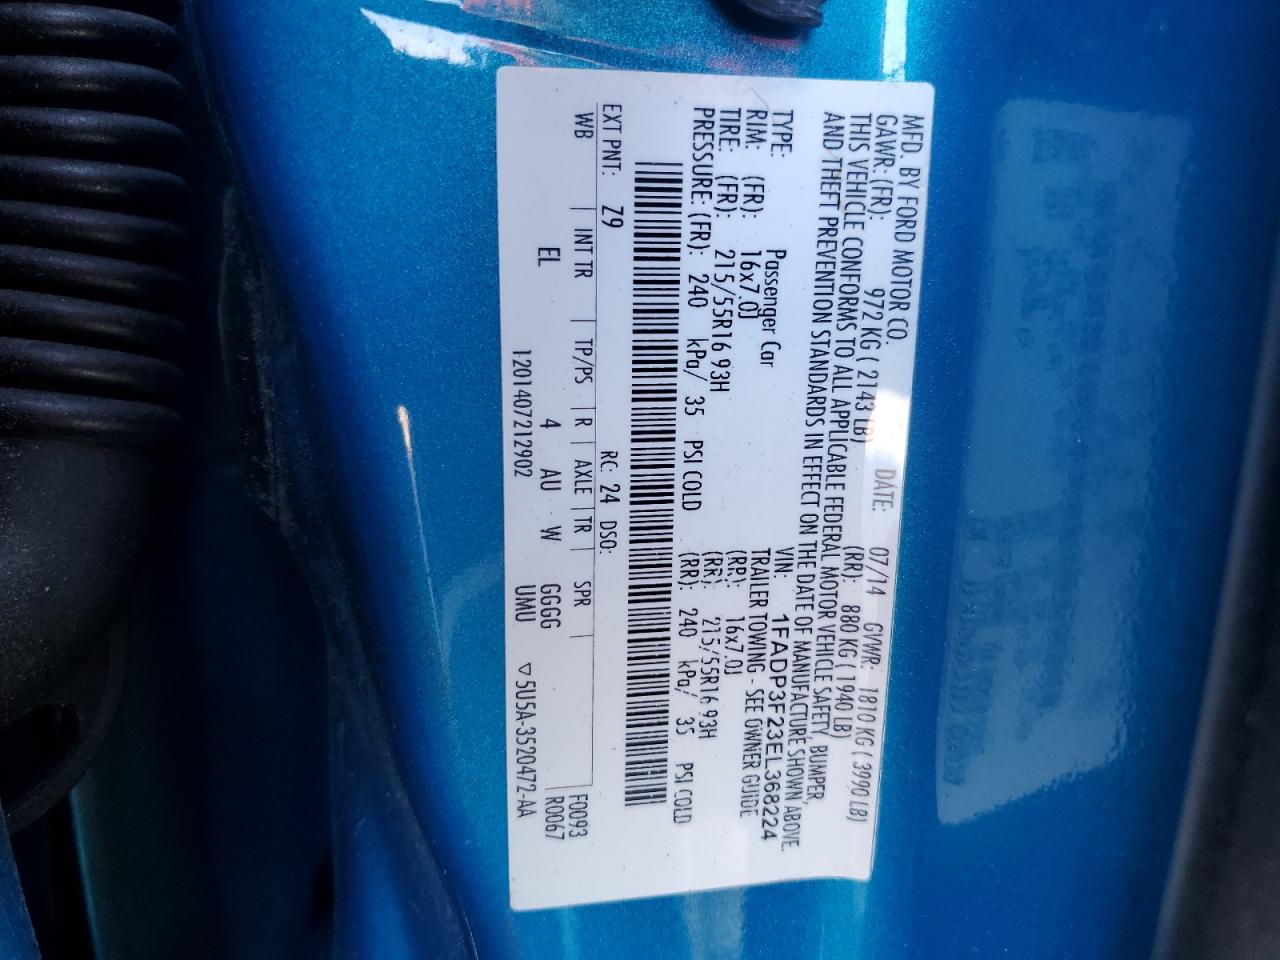 MFD. BY FORD MOTOR CO.
DATE: 07/14 GVWR: 1810 KG ( 3990 LB)
GAWR: (FR): 972 KG ( 2143 LB) (RR): 880 KG ( 1940 LB)
THIS VEHICLE CONFORMS TO ALL APPLICABLE FEDERAL MOTOR VEHICLE SAFETY, BUMPER,
AND THEFT PREVENTION STANDARDS IN EFFECT ON THE DATE OF MANUFACTURE SHOWN ABOVE.
VIN: 1FADP3F23EL368224
TYPE: Passenger Car TRAILER TOWING - SEE OWNER GUIDE
RIM: (FR): 16x7.0J (RR): 16x7.0J
TIRE: (FR): 215/55R16 93H (RR): 215/55R16 93H
PRESSURE: (FR): 240 kPa/ 35 PSI COLD (RR): 240 kPa/ 35 PSI COLD
EXT PNT: Z9 RC: 24 DSO:
WB INT TR TP/PS R AXLE TR SPR F0093
EL 4 AU W GGGG R0067
1201407212902 UMU ▽ 5U5A-3520472-AA